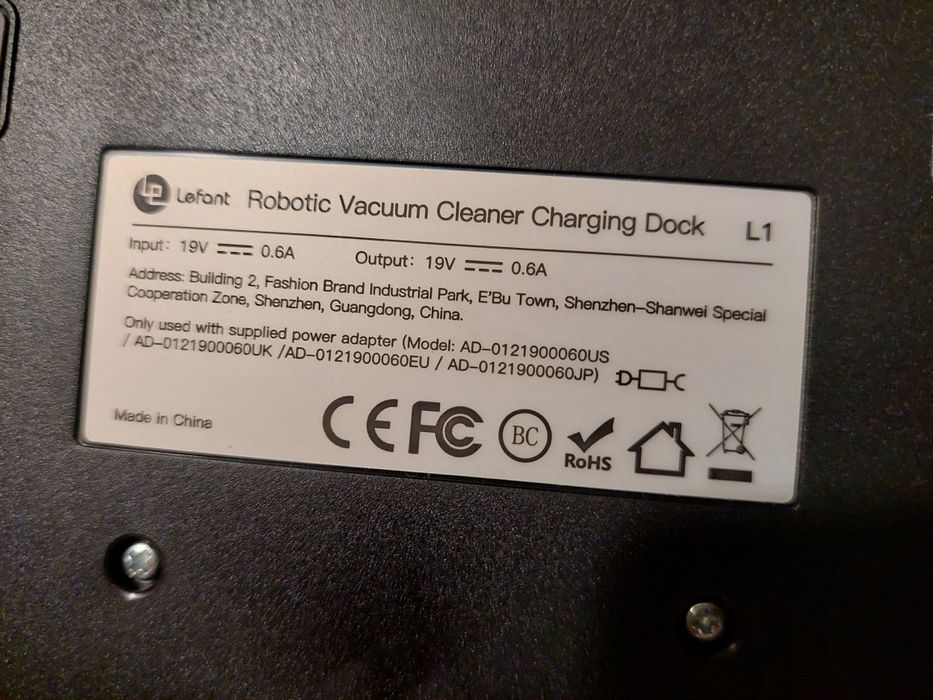 LP Lefant Robotic Vacuum Cleaner Charging Dock L1
Input: 19V ⎓ 0.6A Output: 19V ⎓ 0.6A
Address: Building 2, Fashion Brand Industrial Park, E'Bu Town, Shenzhen-Shanwei Special
Cooperation Zone, Shenzhen, Guangdong, China.
Only used with supplied power adapter (Model: AD-0121900060US
/ AD-0121900060UK /AD-0121900060EU / AD-0121900060JP)
Made in China CE FC BC RoHS